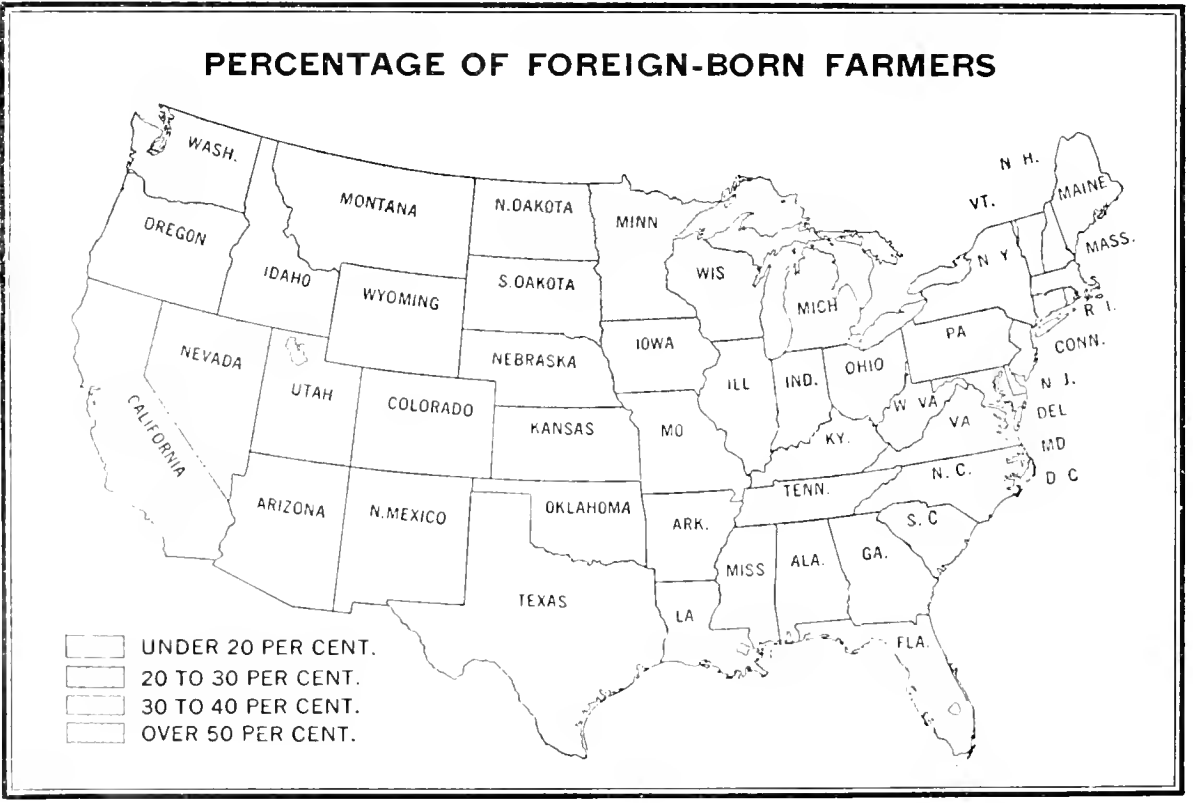 PERCENTAGE OF FOREIGN-BORN FARMERS
N H.
WASH.
MAINE
MONTANA
N.DAKOTA
VT.
MINN
OREGON
MASS.
N Y
IDAHO
WIS
S.DAKOTA
WYOMING
MICH
R I.
PA
IOWA
CONN.
NEVADA
NEBRASKA
OHIO
UTAH
ILL
IND.
N J.
COLORADO
W VA
DEL
CALIFORNIA
VA
KANSAS
MO
KY.
MD
N.C.
D C
TENN.
ARIZONA
N.MEXICO
OKLAHOMA
ARK.
S.C
GA.
ALA.
MISS
TEXAS
LA
FLA.
UNDER 20 PER CENT.
20 TO 30 PER CENT.
30 TO 40 PER CENT.
OVER 50 PER CENT.